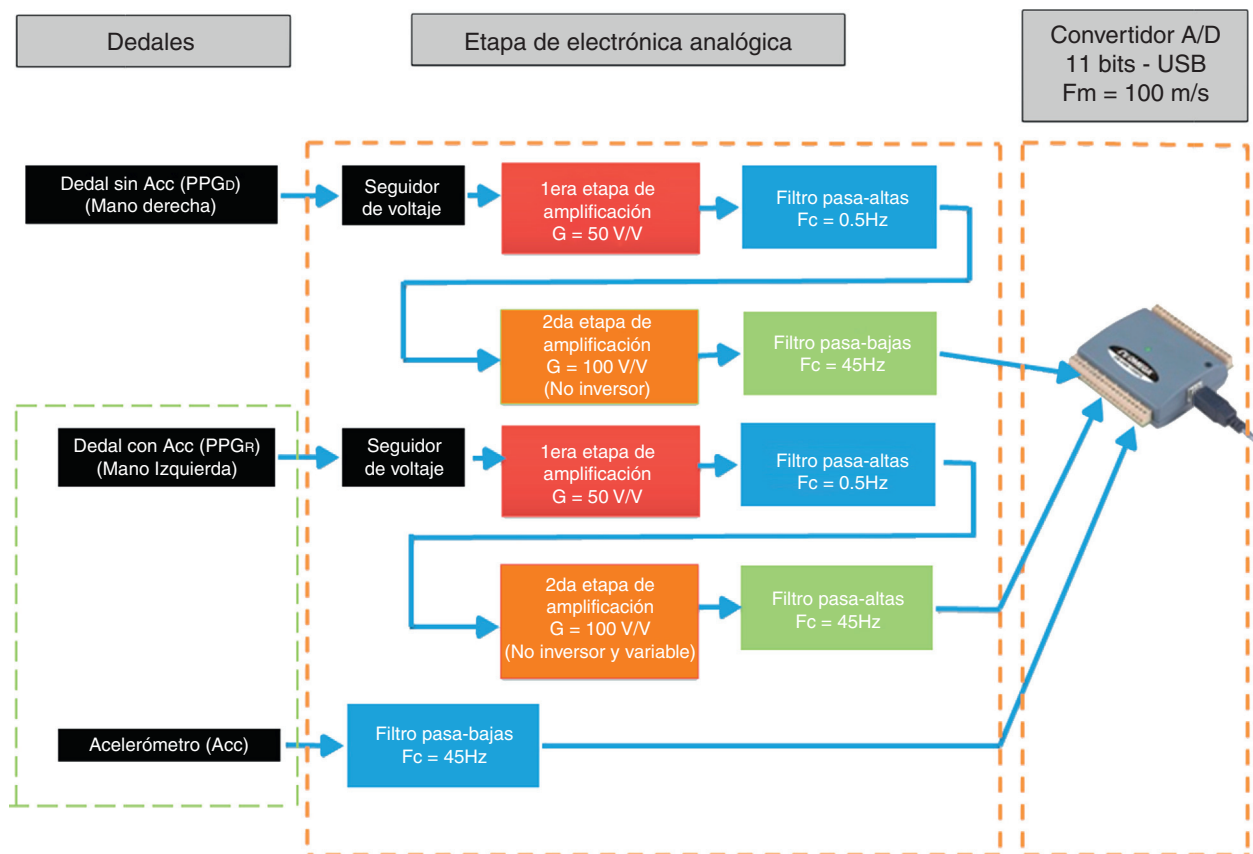 Dedales
Etapa de electrónica analógica
Convertidor A/D
11 bits - USB
Fm = 100 m/s
Dedal sin Acc (PPGD)
(Mano derecha)
Seguidor
de voltaje
1era etapa de
amplificación
G = 50 V/V
Filtro pasa-altas
Fc = 0.5Hz
2da etapa de
amplificación
G = 100 V/V
(No inversor)
Filtro pasa-bajas
Fc = 45Hz
Dedal con Acc (PPGR)
(Mano Izquierda)
Seguidor
de voltaje
1era etapa de
amplificación
G = 50 V/V
Filtro pasa-altas
Fc = 0.5Hz
2da etapa de
amplificación
G = 100 V/V
(No inversor y variable)
Filtro pasa-altas
Fc = 45Hz
Acelerómetro (Acc)
Filtro pasa-bajas
Fc = 45Hz